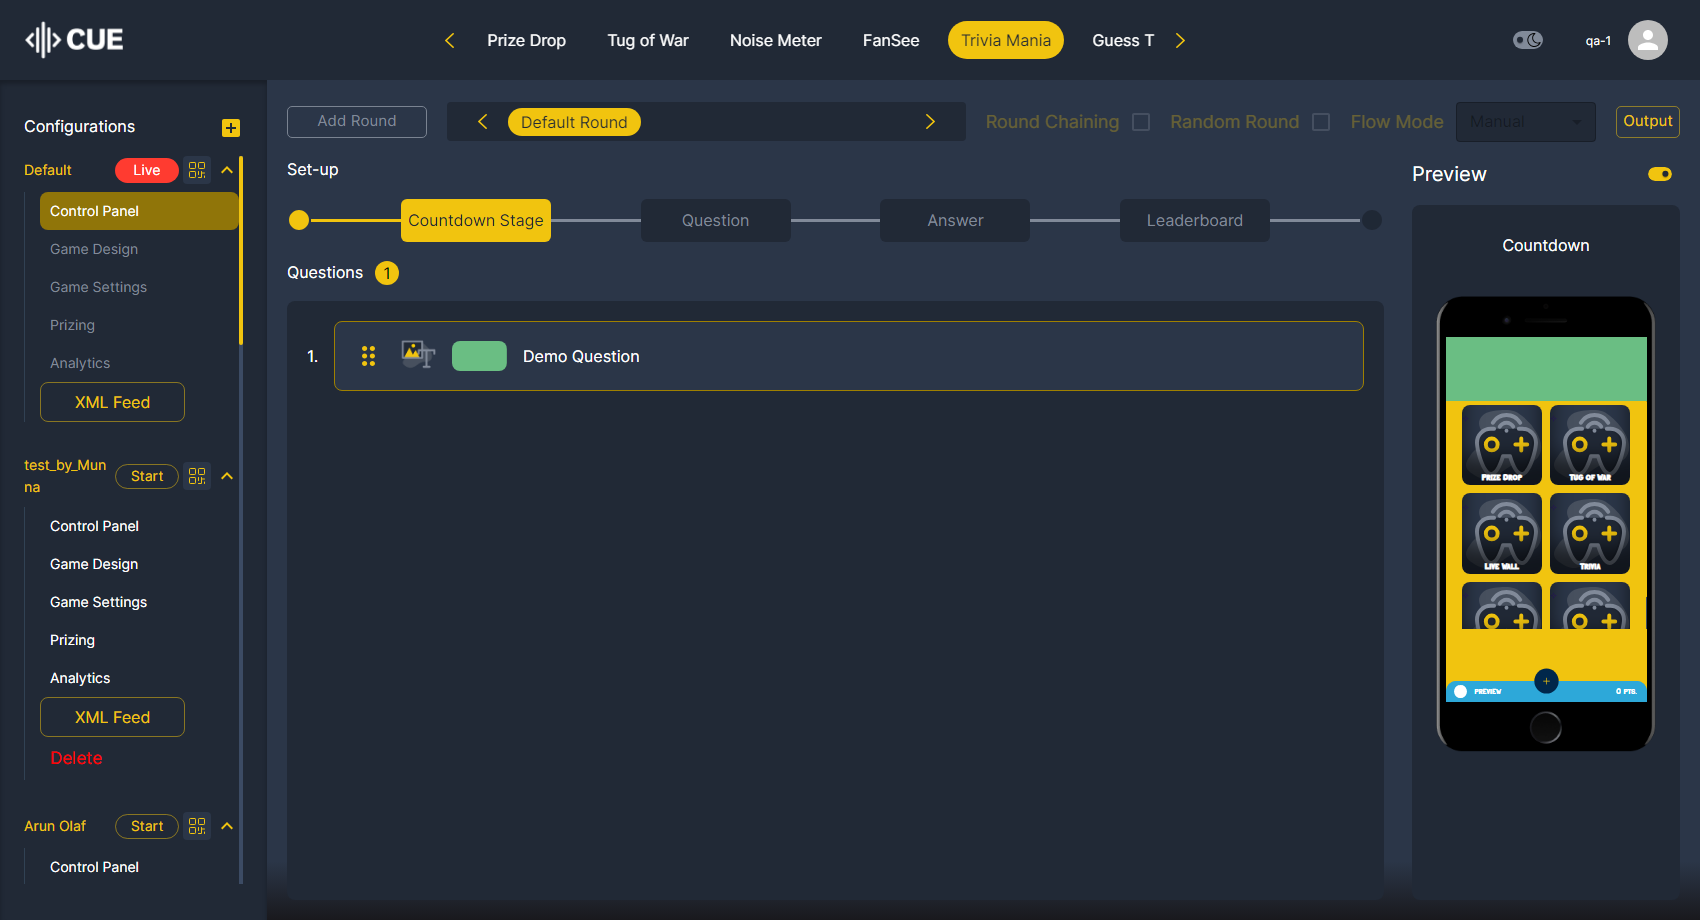 CUE
Prize Drop
Tug of War
Noise Meter
FanSee
Trivia Mania
Guess T
qa-1
Configurations
Default
Live
Control Panel
Game Design
Game Settings
Prizing
Analytics
XML Feed
test_by_Mun
na
Start
Control Panel
Game Design
Game Settings
Prizing
Analytics
XML Feed
Delete
Arun Olaf
Start
Control Panel
Add Round
Default Round
Round Chaining
Random Round
Flow Mode
Manual
Output
Set-up
Countdown Stage
Question
Answer
Leaderboard
Questions 1
1.
Demo Question
Preview
Countdown
Prize Drop
Tug of War
Live Wall
Trivia
Preview
0 pts.